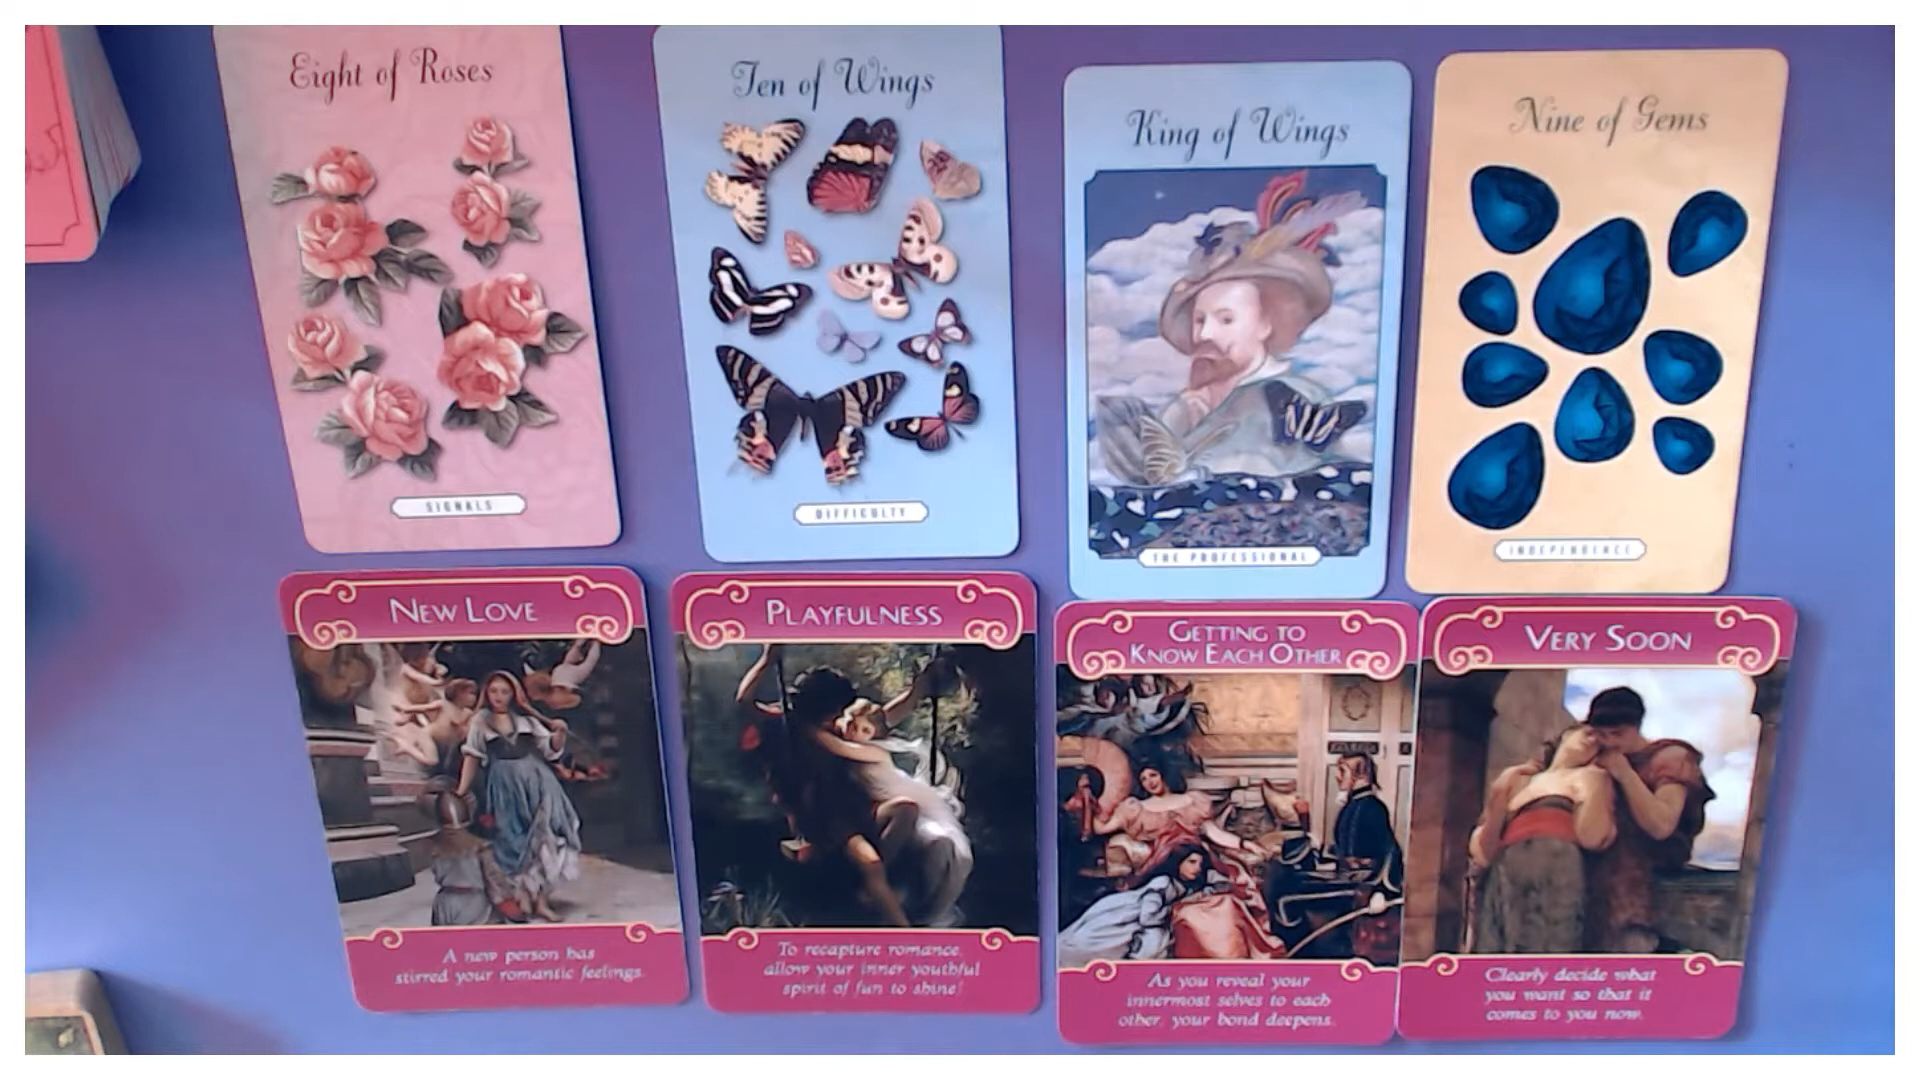 Eight of Roses
SIGNALS
Ten of Wings
DIFFICULTY
King of Wings
THE PROFESSIONAL
Nine of Gems
INDEPENDENCE
NEW LOVE
A new person has
stirred your romantic feelings.
PLAYFULNESS
To recapture romance,
allow your inner youthful
spirit of fun to shine!
GETTING TO
KNOW EACH OTHER
As you reveal your
innermost selves to each
other, your bond deepens.
VERY SOON
Clearly decide what
you want so that it
comes to you now.